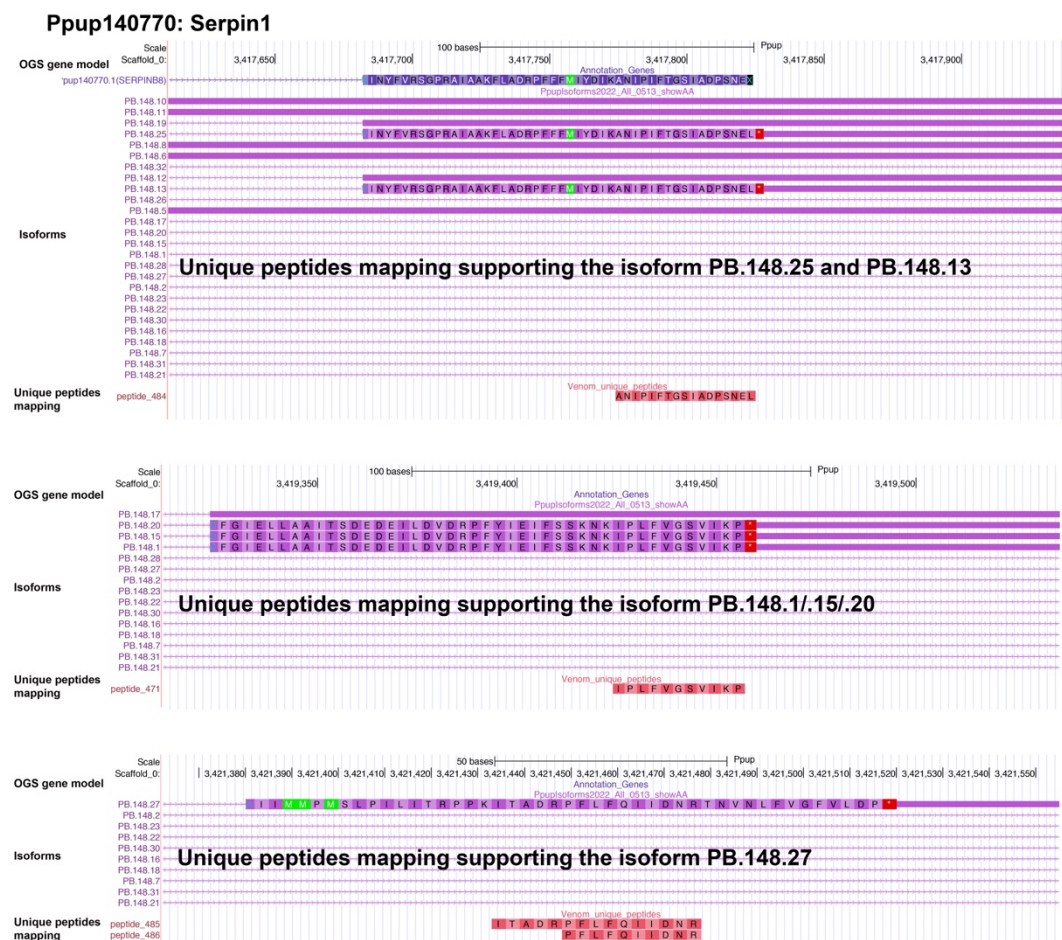 Ppup140770: Serpin1
Scale 100 bases Ppup
Scaffold_0: 3,417,650 3,417,700 3,417,750 3,417,800 3,417,850 3,417,900
OGS gene model
Annotation_Genes
'pup140770.1(SERPINB8) INYFVRSGPRAIAAKFLADRPFFFMIYDIKANIPIFTGSIADPSNEX
PpupIsoforms2022_All_0513_showAA
PB.148.10
PB.148.11
PB.148.19
PB.148.25 INYFVRSGPRAIAAKFLADRPFFFMIYDIKANIPIFTGSIADPSNEL*
PB.148.8
PB.148.6
PB.148.32
PB.148.12
PB.148.13 INYFVRSGPRAIAAKFLADRPFFFMIYDIKANIPIFTGSIADPSNEL*
PB.148.26
PB.148.5
PB.148.17
PB.148.20
Isoforms
PB.148.15
PB.148.1
PB.148.28
Unique peptides mapping supporting the isoform PB.148.25 and PB.148.13
PB.148.27
PB.148.2
PB.148.23
PB.148.22
PB.148.30
PB.148.16
PB.148.18
PB.148.7
PB.148.31
PB.148.21
Unique peptides
mapping
Venom_unique_peptides
peptide_484 ANIPIFTGSIADPSNEL
Scale 100 bases Ppup
Scaffold_0: 3,419,350 3,419,400 3,419,450 3,419,500
OGS gene model
Annotation_Genes
PpupIsoforms2022_All_0513_showAA
PB.148.17
PB.148.20 FGIELLAAITSDEDEILDVDRPFYIEIFSSKNKIPLFVGSVIKP*
PB.148.15 FGIELLAAITSDEDEILDVDRPFYIEIFSSKNKIPLFVGSVIKP*
PB.148.1 FGIELLAAITSDEDEILDVDRPFYIEIFSSKNKIPLFVGSVIKP*
PB.148.28
PB.148.27
Isoforms
PB.148.2
PB.148.23
PB.148.22
Unique peptides mapping supporting the isoform PB.148.1/.15/.20
PB.148.30
PB.148.16
PB.148.18
PB.148.7
PB.148.31
PB.148.21
Unique peptides
mapping
Venom_unique_peptides
peptide_471 IPLFVGSVIKP
Scale 50 bases Ppup
Scaffold_0: 3,421,380 3,421,390 3,421,400 3,421,410 3,421,420 3,421,430 3,421,440 3,421,450 3,421,460 3,421,470 3,421,480 3,421,490 3,421,500 3,421,510 3,421,520 3,421,530 3,421,540 3,421,550
OGS gene model
Annotation_Genes
PpupIsoforms2022_All_0513_showAA
PB.148.27 IIMMPMSLPILITRPPKITADRPFLFQIIDNRTNVNLFVGFVLDP*
PB.148.2
PB.148.23
PB.148.22
PB.148.30
Isoforms
PB.148.16
Unique peptides mapping supporting the isoform PB.148.27
PB.148.18
PB.148.7
PB.148.31
PB.148.21
Unique peptides
mapping
Venom_unique_peptides
peptide_485 ITADRPFLFQIIDNR
peptide_486 PFLFQIIDNR